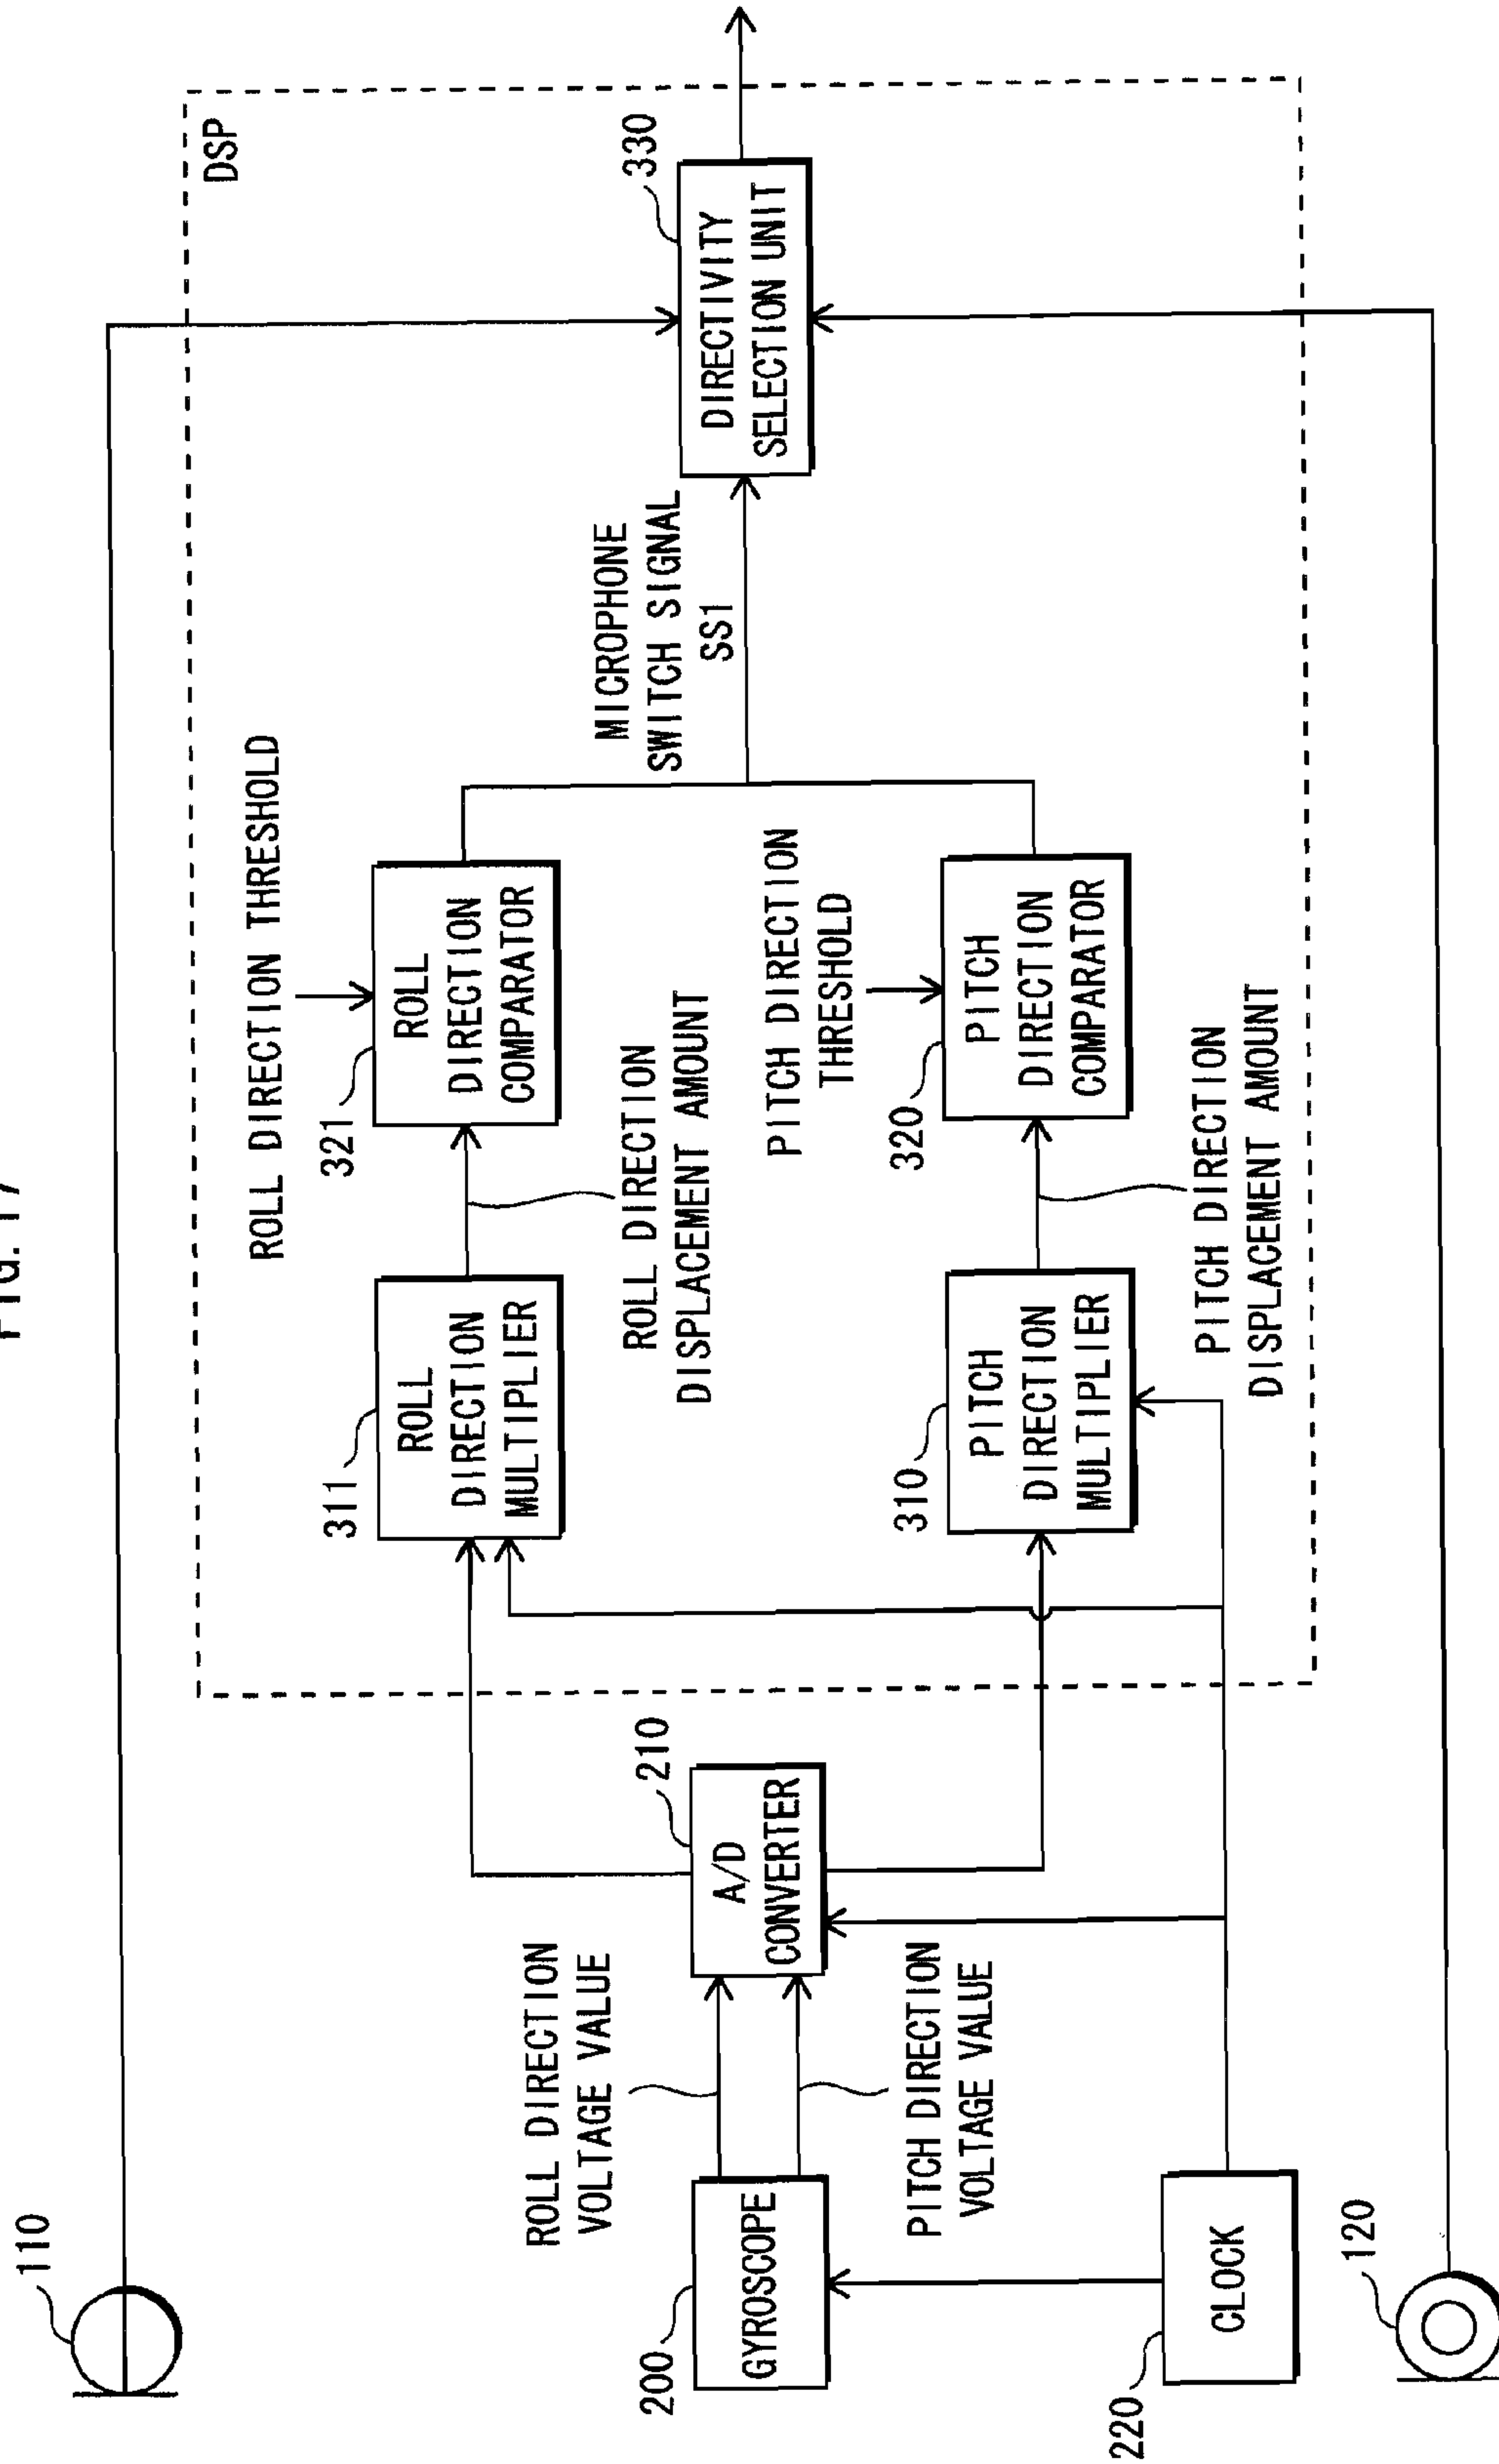 FIG. 17
110
DSP
ROLL DIRECTION THRESHOLD
311
ROLL
DIRECTION
MULTIPLIER
321
ROLL
DIRECTION
COMPARATOR
ROLL DIRECTION
DISPLACEMENT AMOUNT
MICROPHONE
SWITCH SIGNAL
SS1
330
DIRECTIVITY
SELECTION UNIT
ROLL DIRECTION
VOLTAGE VALUE
200
GYROSCOPE
210
A/D
CONVERTER
PITCH DIRECTION
VOLTAGE VALUE
PITCH DIRECTION
THRESHOLD
310
PITCH
DIRECTION
MULTIPLIER
320
PITCH
DIRECTION
COMPARATOR
PITCH DIRECTION
DISPLACEMENT AMOUNT
220
CLOCK
120